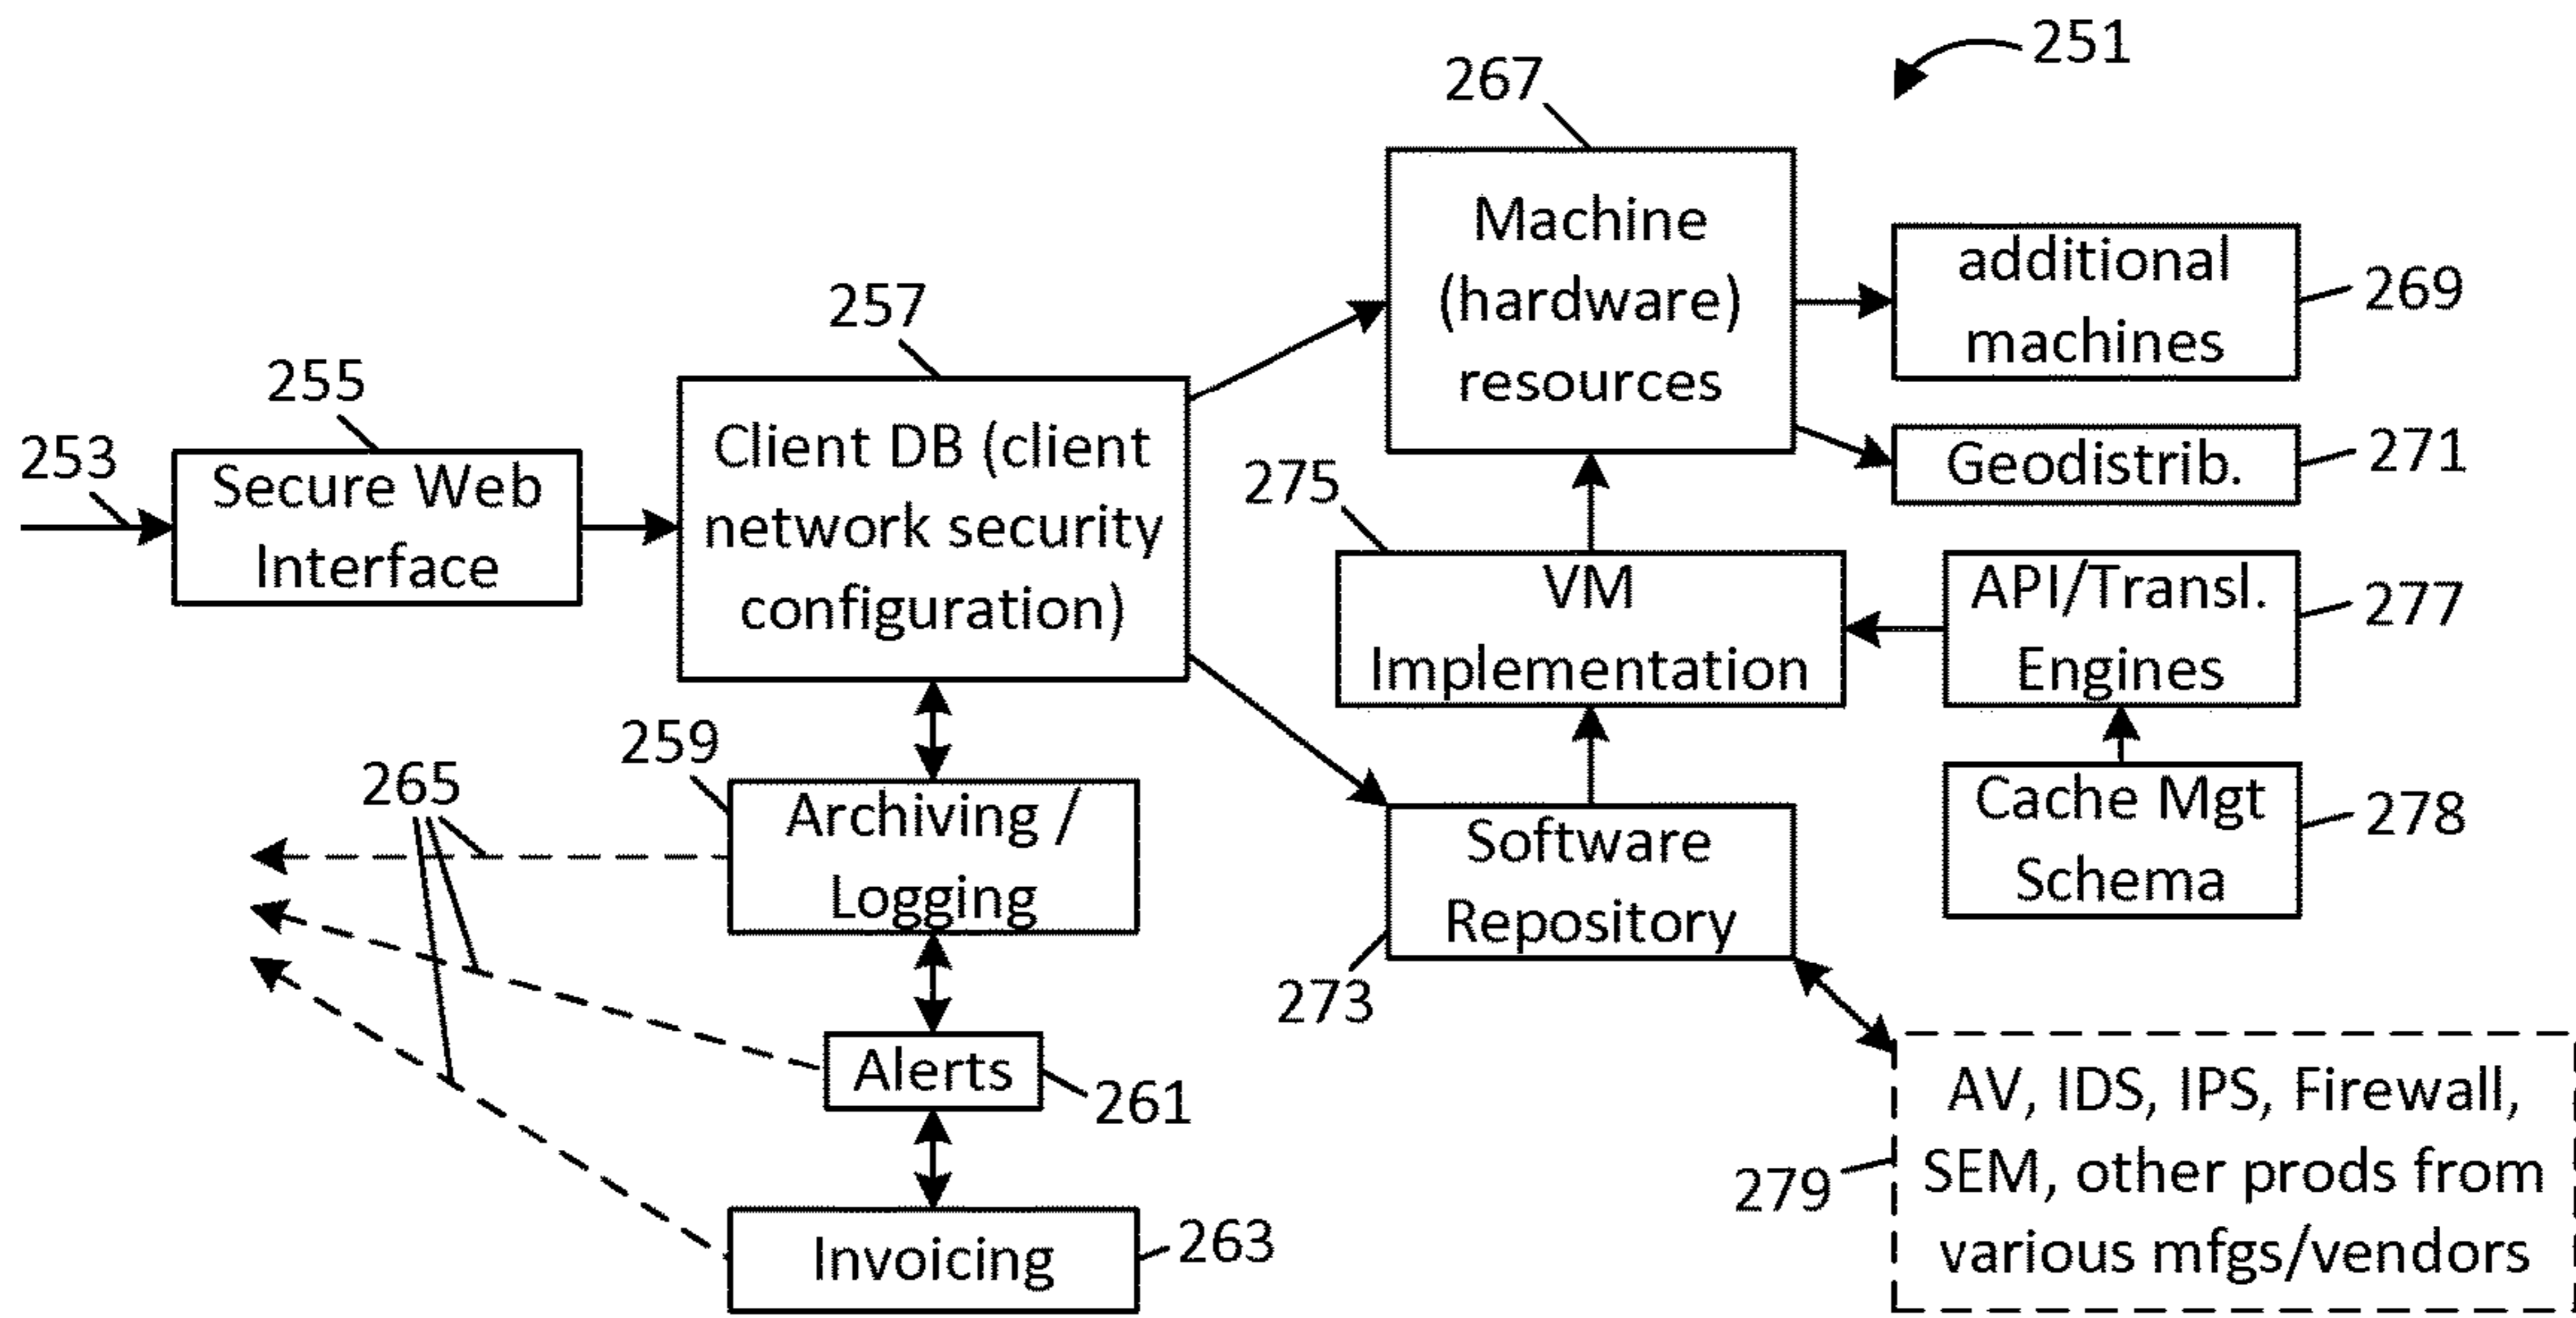 251
267
Machine
(hardware)
resources
additional
machines
269
257
255
253
Secure Web
Interface
Client DB (client
network security
configuration)
Geodistrib.
271
275
VM
Implementation
API/Transl.
Engines
277
259
265
Archiving /
Logging
Software
Repository
273
Cache Mgt
Schema
278
Alerts
261
Invoicing
263
279
AV, IDS, IPS, Firewall,
SEM, other prods from
various mfgs/vendors